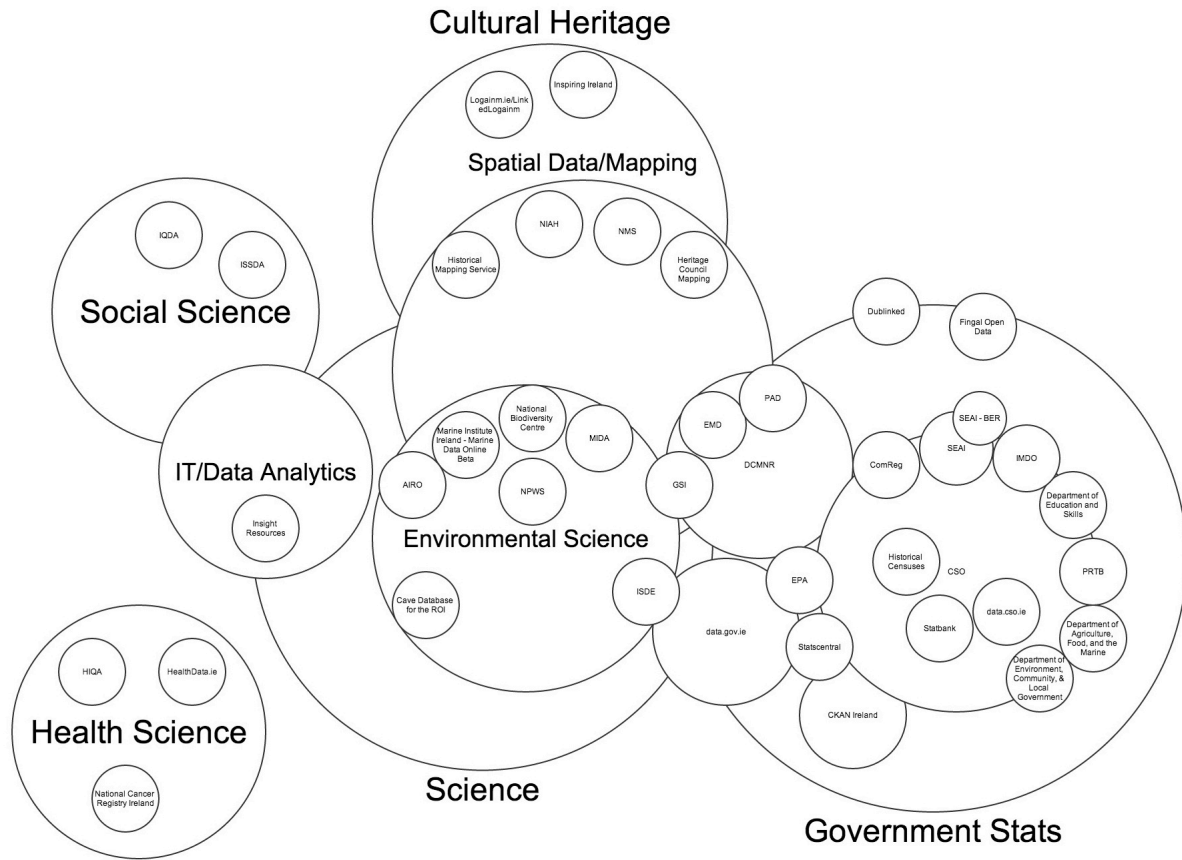 Cultural Heritage
Logainm.ie/Link
edLogainm
Inspiring Ireland
Spatial Data/Mapping
IQDA
ISSDA
Social Science
NIAH
NMS
Historical
Mapping Service
Heritage
Council
Mapping
Dublinked
Fingal Open
Data
IT/Data Analytics
Insight
Resources
National
Biodiversity
Centre
Marine Institute
Ireland - Marine
Data Online
Beta
MIDA
AIRO
NPWS
Environmental Science
Cave Database
for the ROI
ISDE
GSI
EMD
PAD
DCMNR
ComReg
SEAI - BER
SEAI
IMDO
Department of
Education and
Skills
Historical
Censuses
CSO
PRTB
EPA
data.gov.ie
Statscentral
Statbank
data.cso.ie
Department of
Agriculture,
Food, and the
Marine
Department of
Environment,
Community, &
Local
Government
CKAN Ireland
HIQA
HealthData.ie
Health Science
National Cancer
Registry Ireland
Science
Government Stats